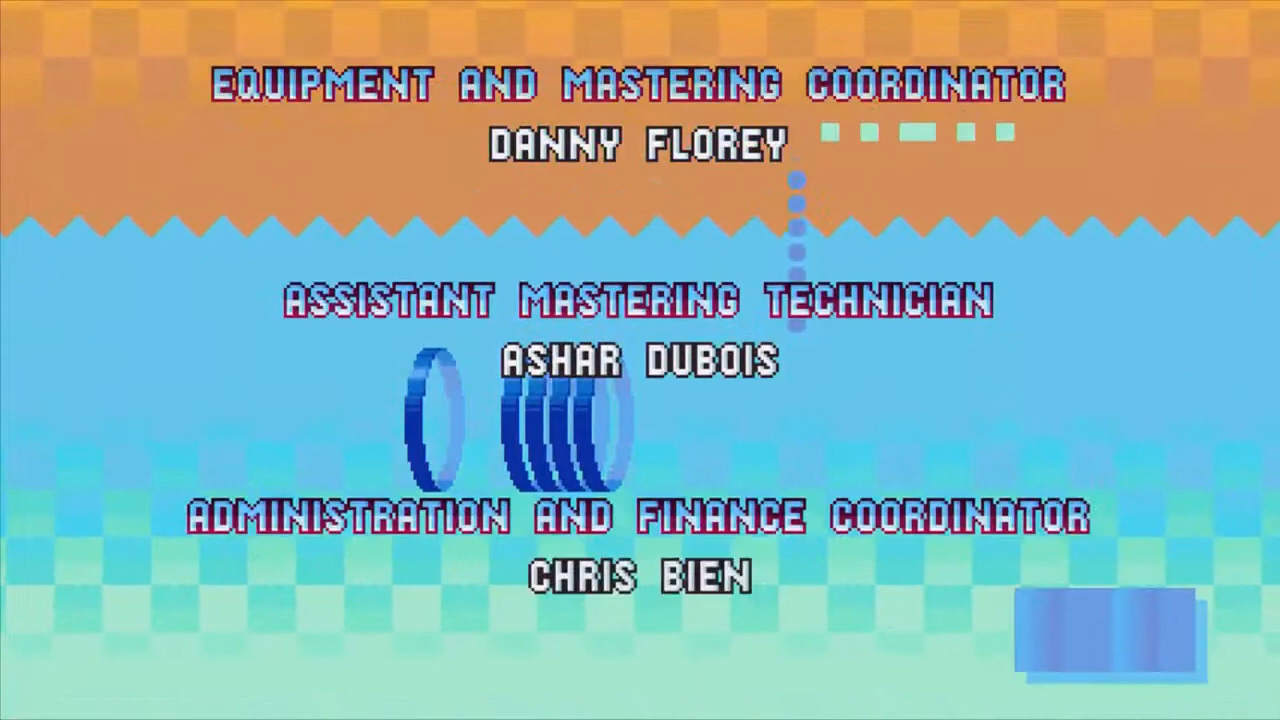 EQUIPMENT AND MASTERING COORDINATOR
DANNY FLOREY
ASSISTANT MASTERING TECHNICIAN
ASHAR DUBOIS
ADMINISTRATION AND FINANCE COORDINATOR
CHRIS BIEN